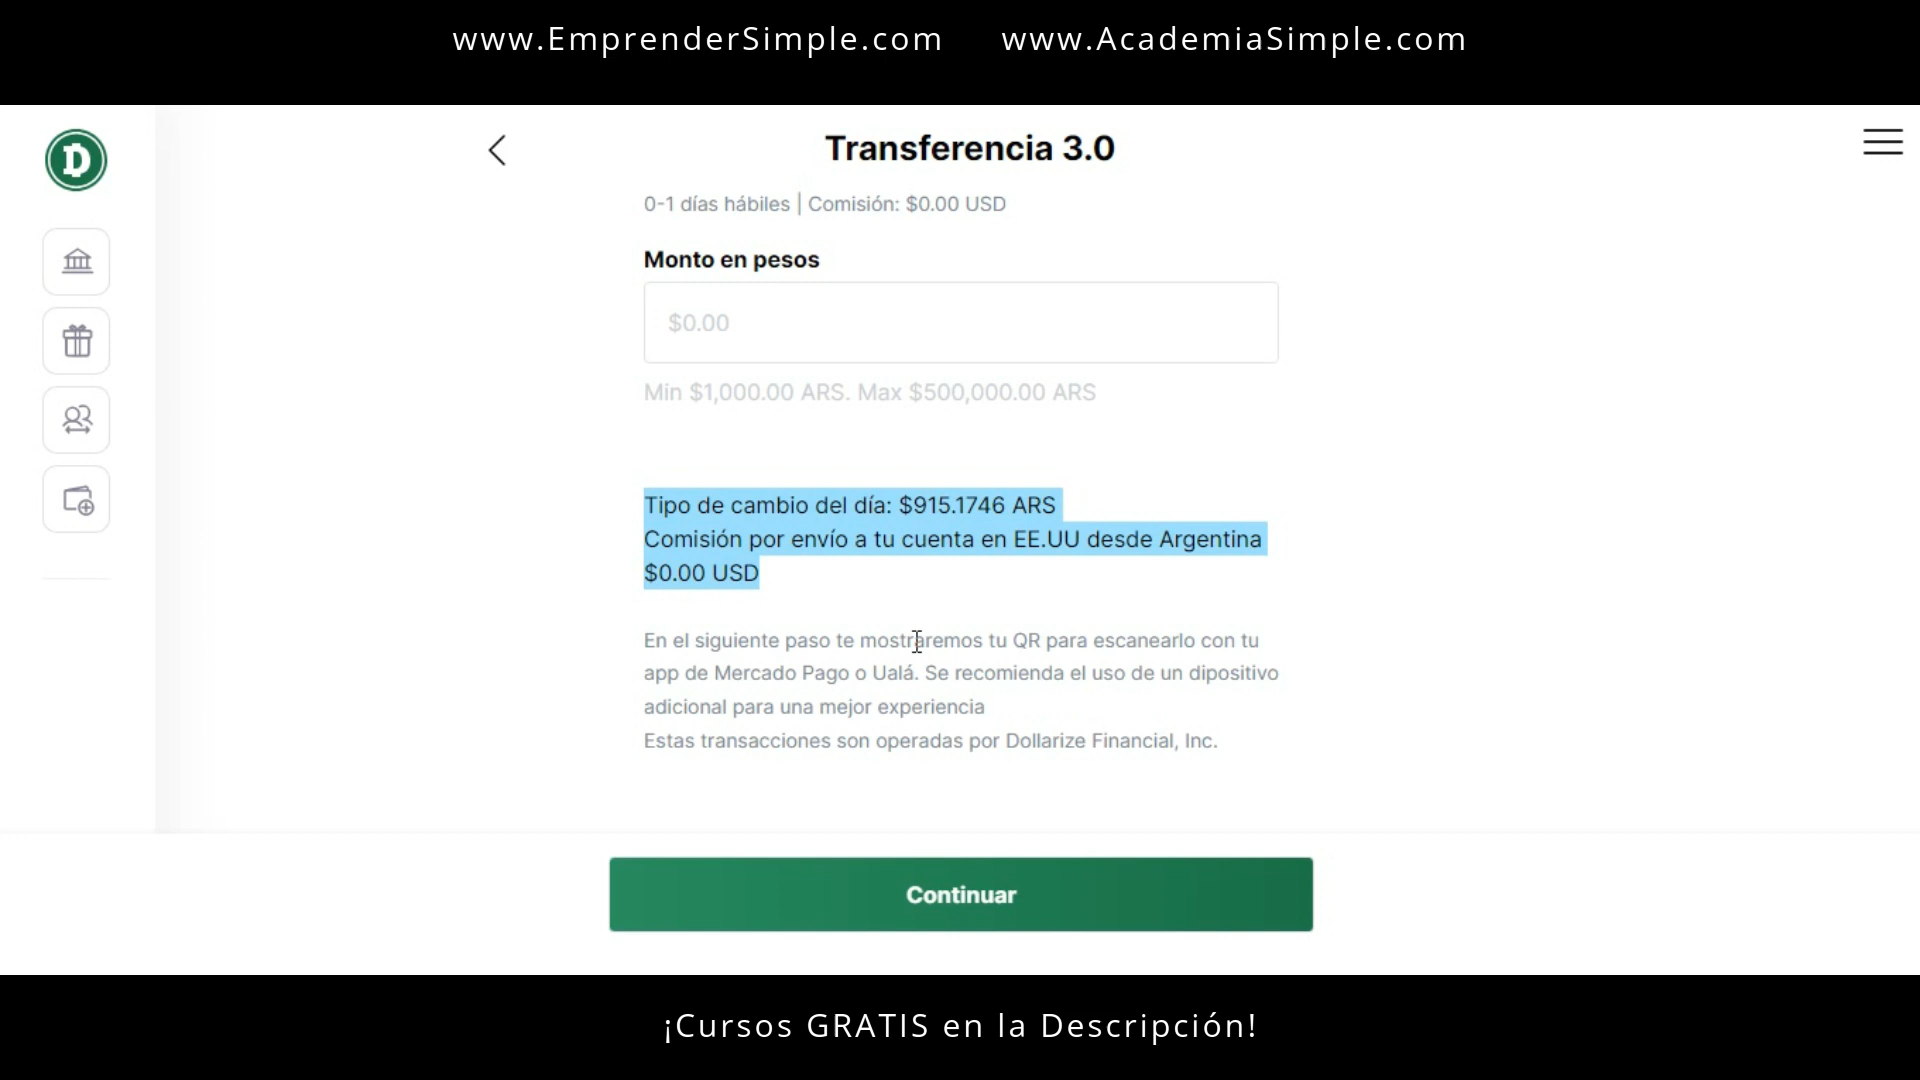 www.EmprenderSimple.com www.AcademiaSimple.com
D
Transferencia 3.0
0-1 días hábiles | Comisión: $0.00 USD
Monto en pesos
$0.00
Min $1,000.00 ARS. Max $500,000.00 ARS
Tipo de cambio del día: $915.1746 ARS
Comisión por envío a tu cuenta en EE.UU desde Argentina
$0.00 USD
En el siguiente paso te mostraremos tu QR para escanearlo con tu
app de Mercado Pago o Ualá. Se recomienda el uso de un dipositivo
adicional para una mejor experiencia
Estas transacciones son operadas por Dollarize Financial, Inc.
Continuar
¡Cursos GRATIS en la Descripción!